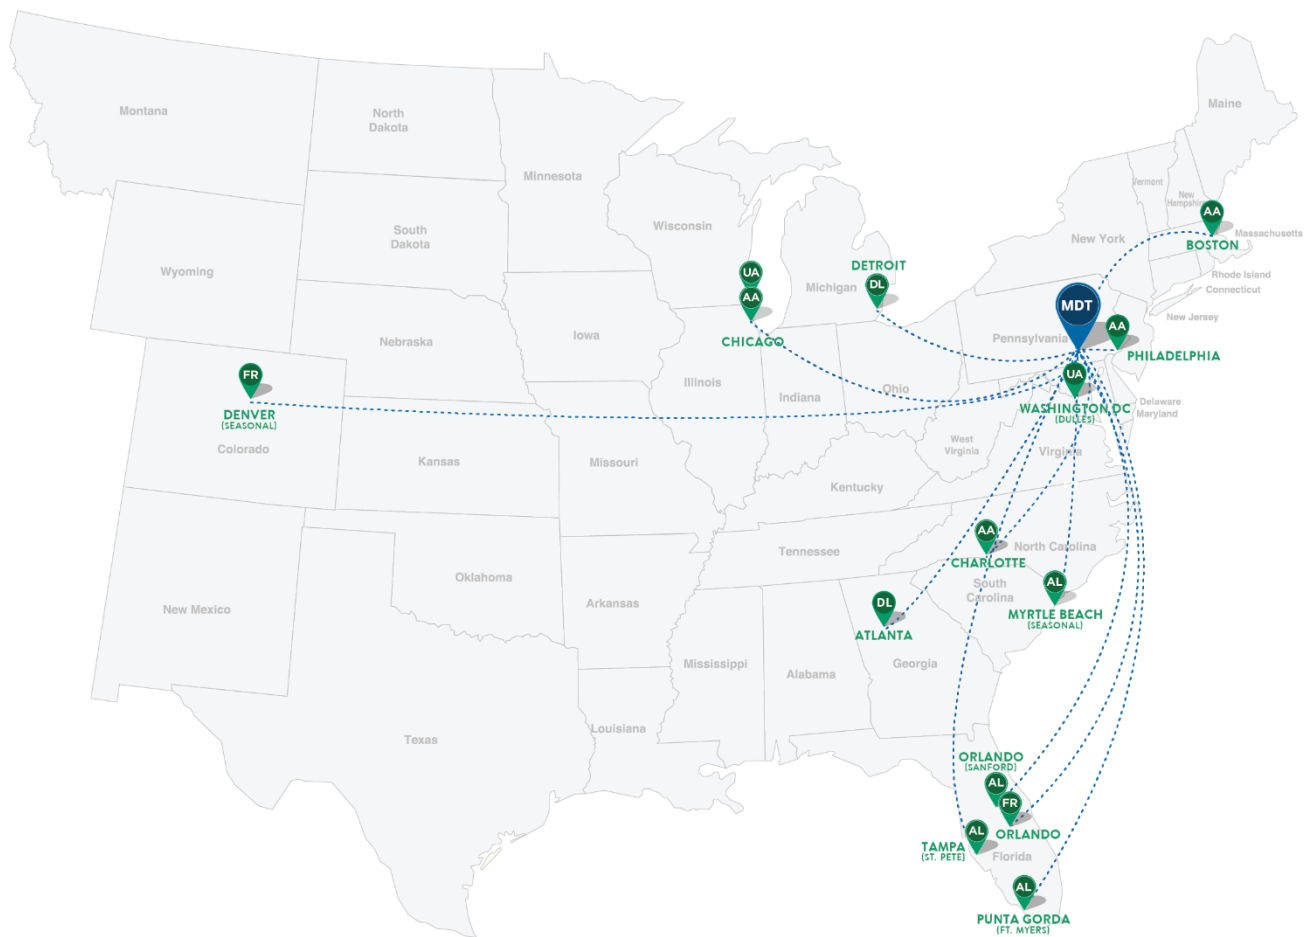 Maine
Montana
North
Dakota
Minnesota
Vermont
New
Hampshire
AA
BOSTON
Massachusetts
Wisconsin
South
Dakota
New York
Wyoming
UA
AA
CHICAGO
DETROIT
DL
Michigan
Rhode Island
Connecticut
MDT
New Jersey
AA
PHILADELPHIA
Pennsylvania
Iowa
Nebraska
FR
DENVER
(SEASONAL)
Colorado
Illinois
Indiana
Ohio
UA
WASHINGTON DC
(DULLES)
Delaware
Maryland
West
Virginia
Virginia
Kansas
Missouri
Kentucky
AA
CHARLOTTE
North Carolina
Tennessee
Oklahoma
Arkansas
New Mexico
South
Carolina
AL
MYRTLE BEACH
(SEASONAL)
DL
ATLANTA
Georgia
Mississippi
Alabama
Louisiana
Texas
ORLANDO
(SANFORD)
AL
FR
ORLANDO
AL
TAMPA
(ST. PETE)
Florida
AL
PUNTA GORDA
(FT. MYERS)